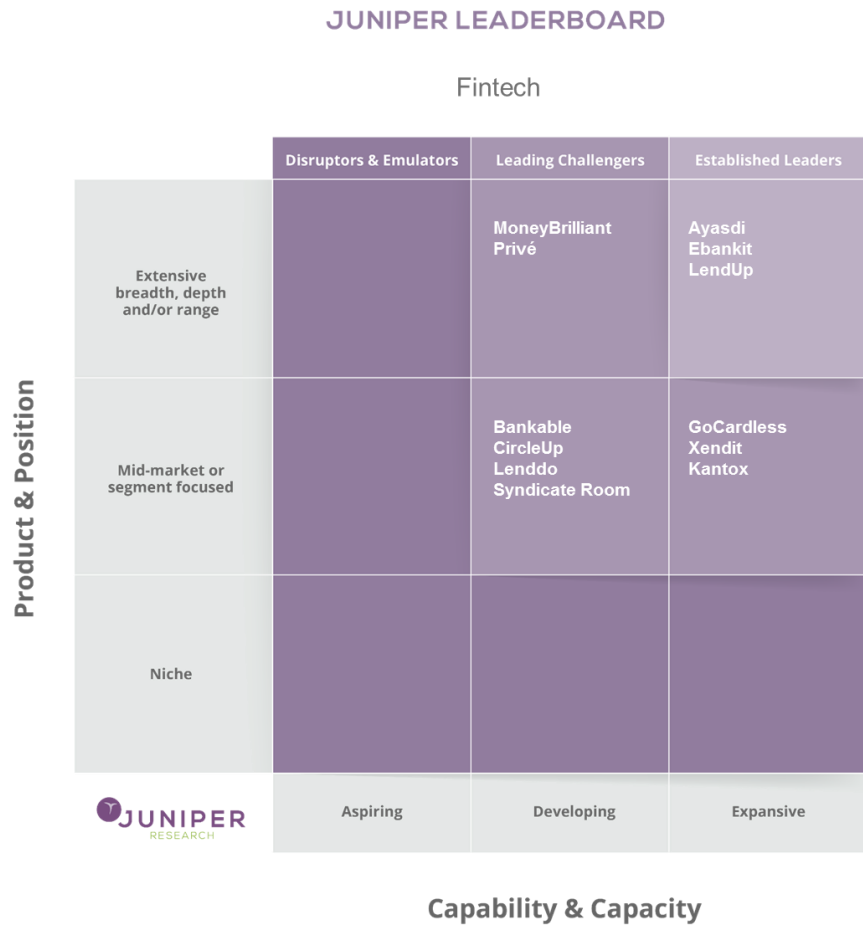 JUNIPER LEADERBOARD
Fintech
Disruptors & Emulators
Leading Challengers
Established Leaders
Extensive
breadth, depth
and/or range
MoneyBrilliant
Privé
Ayasdi
Ebankit
LendUp
Mid-market or
segment focused
Bankable
CircleUp
Lenddo
Syndicate Room
GoCardless
Xendit
Kantox
Niche
Product & Position
JUNIPER
RESEARCH
Aspiring
Developing
Expansive
Capability & Capacity